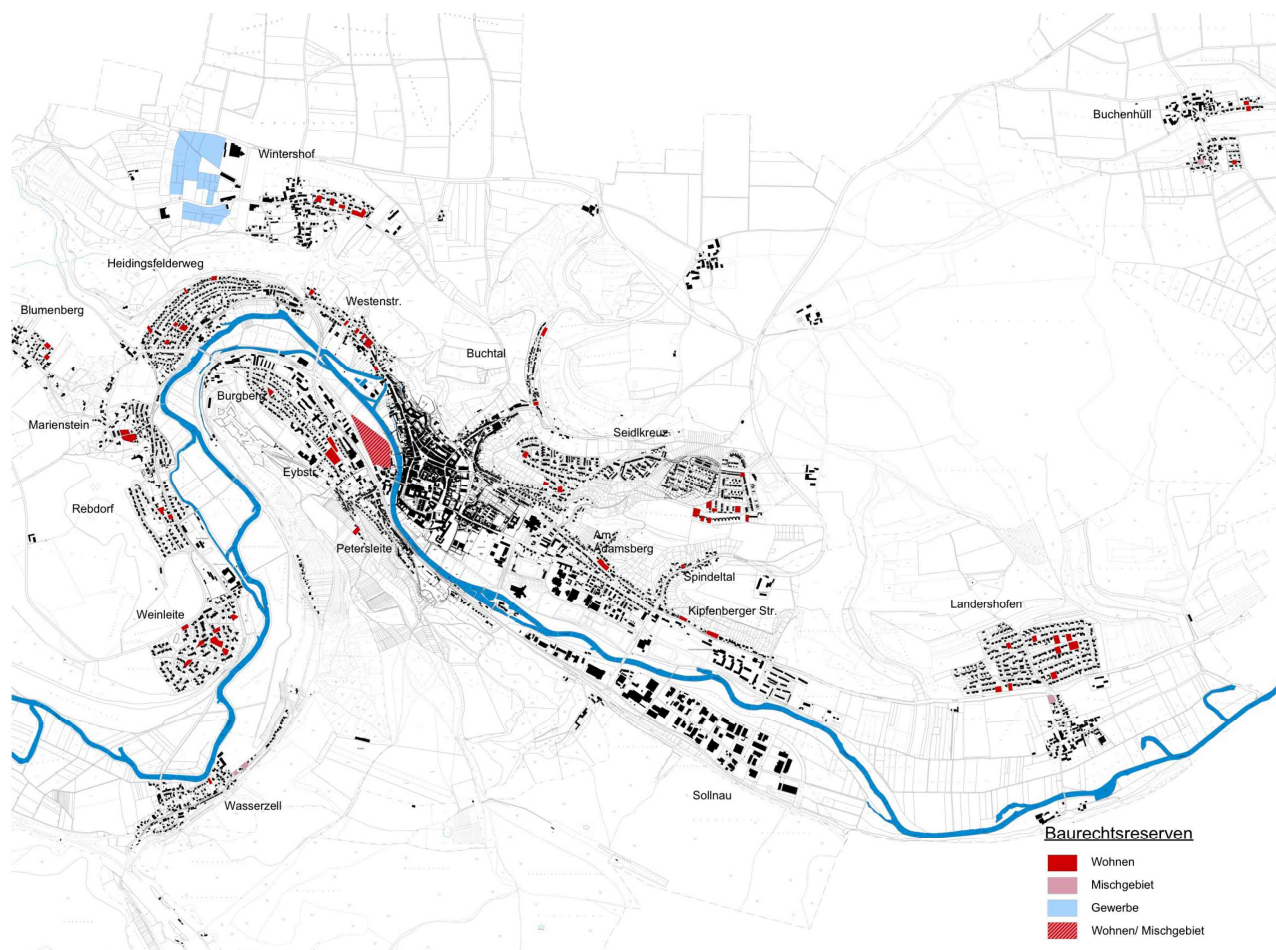 Buchenhüll
Wintershof
Heidingsfelderweg
Blumenberg
Westenstr.
Buchtal
Burgberg
Marienstein
Seidlkreuz
Eybstr.
Rebdorf
Petersleite
Am
Adamsberg
Spindeltal
Weinleite
Kipfenberger Str.
Landershofen
Sollnau
Wasserzell
Baurechtsreserven
Wohnen
Mischgebiet
Gewerbe
Wohnen/ Mischgebiet